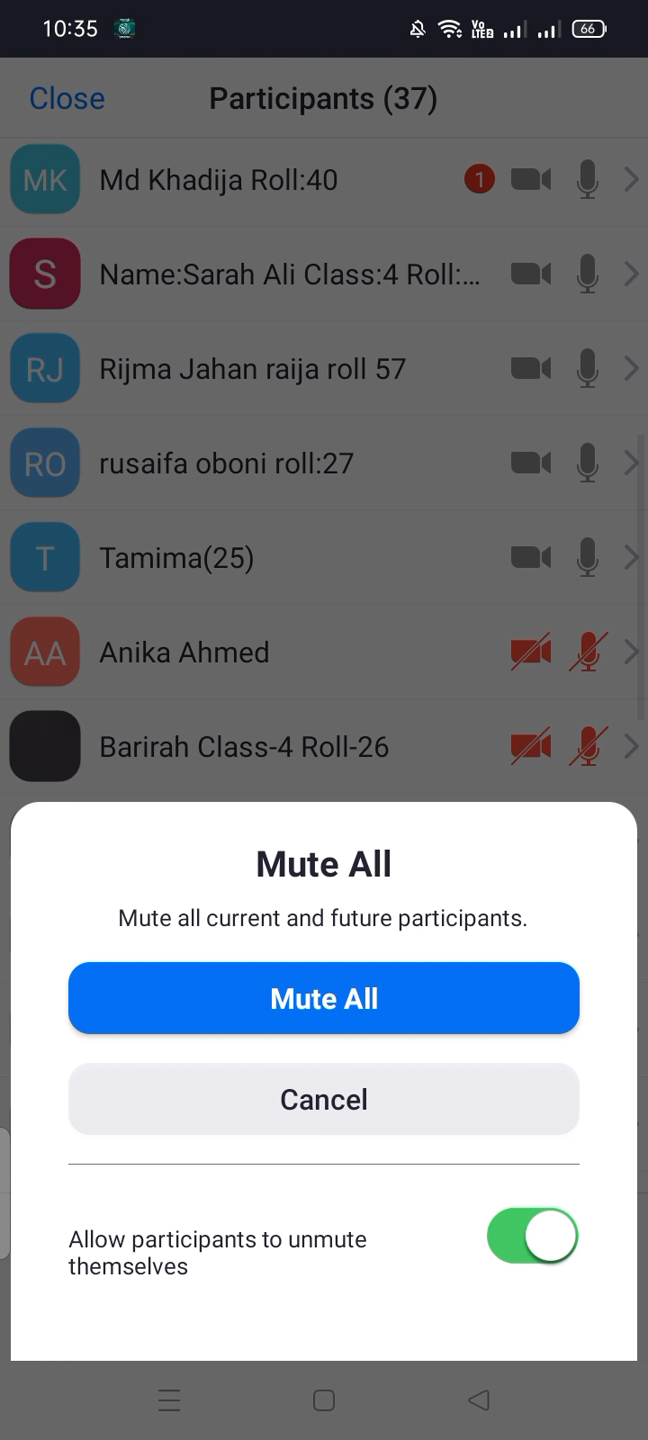 10:35
Vo
LTE2
66
Close Participants (37)
MK Md Khadija Roll:40 1
S Name:Sarah Ali Class:4 Roll:...
RJ Rijma Jahan raija roll 57
RO rusaifa oboni roll:27
T Tamima(25)
AA Anika Ahmed
Barirah Class-4 Roll-26
Mute All
Mute all current and future participants.
Mute All
Cancel
Allow participants to unmute
themselves